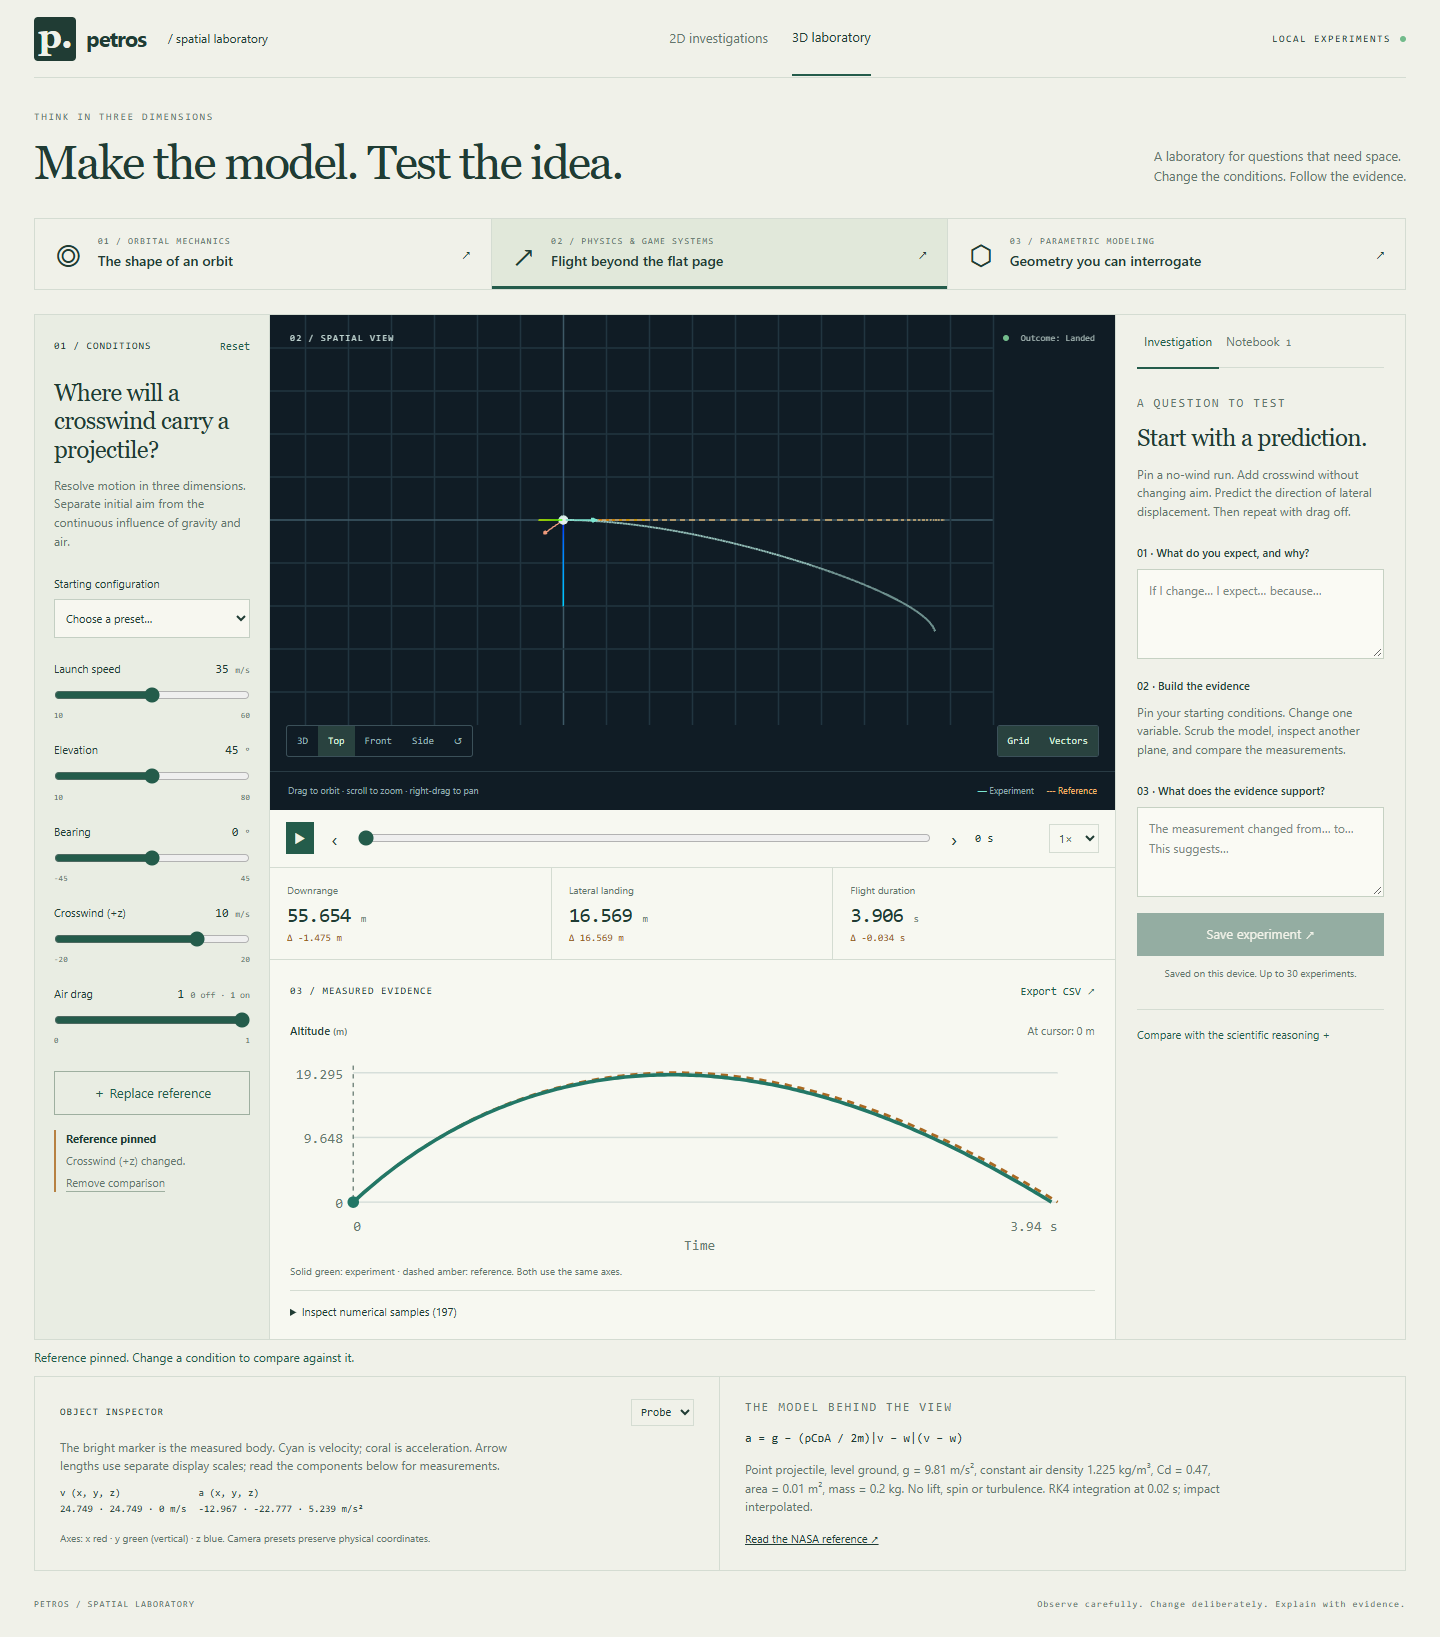 p. petros / spatial laboratory
2D investigations 3D laboratory
LOCAL EXPERIMENTS
THINK IN THREE DIMENSIONS
Make the model. Test the idea.
A laboratory for questions that need space.
Change the conditions. Follow the evidence.
01 / ORBITAL MECHANICS
The shape of an orbit ↗
02 / PHYSICS & GAME SYSTEMS
Flight beyond the flat page ↗
03 / PARAMETRIC MODELING
Geometry you can interrogate ↗
01 / CONDITIONS Reset
Where will a
crosswind carry a
projectile?
Resolve motion in three dimensions.
Separate initial aim from the
continuous influence of gravity and
air.
Starting configuration
Choose a preset...
Launch speed 35 m/s
10 60
Elevation 45 °
10 80
Bearing 0 °
-45 45
Crosswind (+z) 10 m/s
-20 20
Air drag 1 0 off · 1 on
0 1
+ Replace reference
Reference pinned
Crosswind (+z) changed.
Remove comparison
02 / SPATIAL VIEW
Outcome: Landed
3D Top Front Side ↺
Grid Vectors
Drag to orbit · scroll to zoom · right-drag to pan
— Experiment --- Reference
‹ › 0 s 1×
Downrange
55.654 m
Δ -1.475 m
Lateral landing
16.569 m
Δ 16.569 m
Flight duration
3.906 s
Δ -0.034 s
03 / MEASURED EVIDENCE Export CSV ↗
Altitude (m) At cursor: 0 m
19.295
9.648
0
0 3.94 s
Time
Solid green: experiment · dashed amber: reference. Both use the same axes.
▶ Inspect numerical samples (197)
Investigation Notebook 1
A QUESTION TO TEST
Start with a prediction.
Pin a no-wind run. Add crosswind without
changing aim. Predict the direction of lateral
displacement. Then repeat with drag off.
01 · What do you expect, and why?
If I change... I expect... because...
02 · Build the evidence
Pin your starting conditions. Change one
variable. Scrub the model, inspect another
plane, and compare the measurements.
03 · What does the evidence support?
The measurement changed from... to...
This suggests...
Save experiment ↗
Saved on this device. Up to 30 experiments.
Compare with the scientific reasoning +
Reference pinned. Change a condition to compare against it.
OBJECT INSPECTOR Probe
The bright marker is the measured body. Cyan is velocity; coral is acceleration. Arrow
lengths use separate display scales; read the components below for measurements.
v (x, y, z) a (x, y, z)
24.749 · 24.749 · 0 m/s -12.967 · -22.777 · 5.239 m/s²
Axes: x red · y green (vertical) · z blue. Camera presets preserve physical coordinates.
THE MODEL BEHIND THE VIEW
a = g − (ρCᴅA / 2m)|v − w|(v − w)
Point projectile, level ground, g = 9.81 m/s², constant air density 1.225 kg/m³, Cd = 0.47,
area = 0.01 m², mass = 0.2 kg. No lift, spin or turbulence. RK4 integration at 0.02 s; impact
interpolated.
Read the NASA reference ↗
PETROS / SPATIAL LABORATORY
Observe carefully. Change deliberately. Explain with evidence.